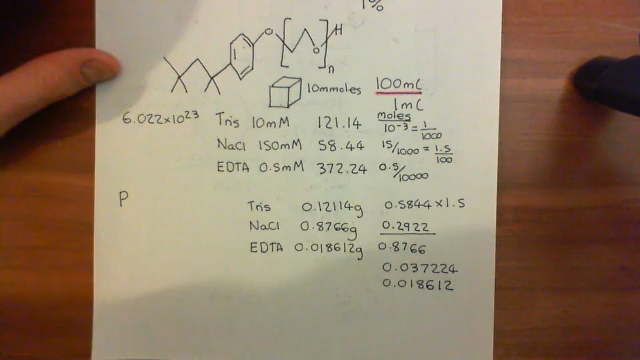 1%
O H
O
n
10mmoles 100mL
1mL
6.022x10²³ Tris 10mM 121.14 moles 10⁻³ = 1/1000
NaCl 150mM 58.44 15/1000 = 1.5/100
EDTA 0.5mM 372.24 0.5/10000
P
Tris 0.12114g 0.5844 x 1.5
NaCl 0.8766g 0.2922
EDTA 0.018612g 0.8766
0.037224
0.018612